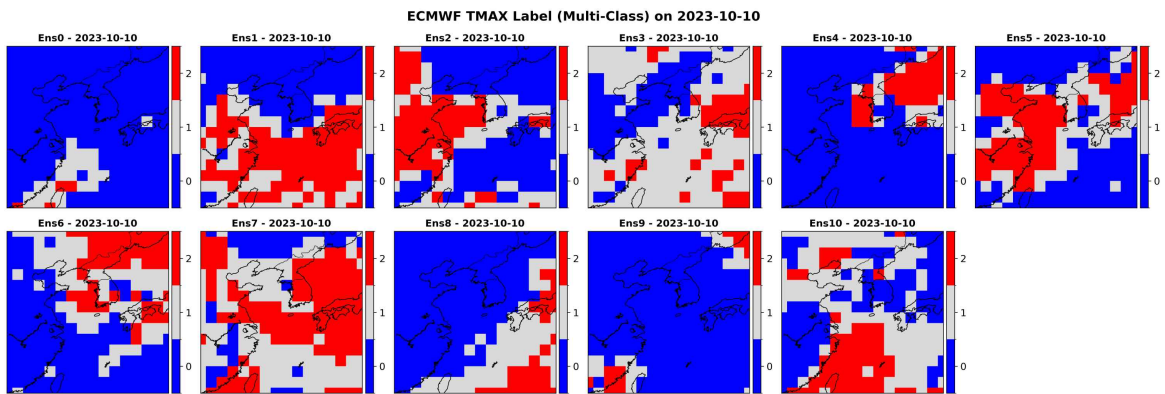 ECMWF TMAX Label (Multi-Class) on 2023-10-10
Ens0 - 2023-10-10
Ens1 - 2023-10-10
Ens2 - 2023-10-10
Ens3 - 2023-10-10
Ens4 - 2023-10-10
Ens5 - 2023-10-10
2
1
0
2
1
0
2
1
0
2
1
0
2
1
0
2
1
0
Ens6 - 2023-10-10
Ens7 - 2023-10-10
Ens8 - 2023-10-10
Ens9 - 2023-10-10
Ens10 - 2023-10-10
2
1
0
2
1
0
2
1
0
2
1
0
2
1
0